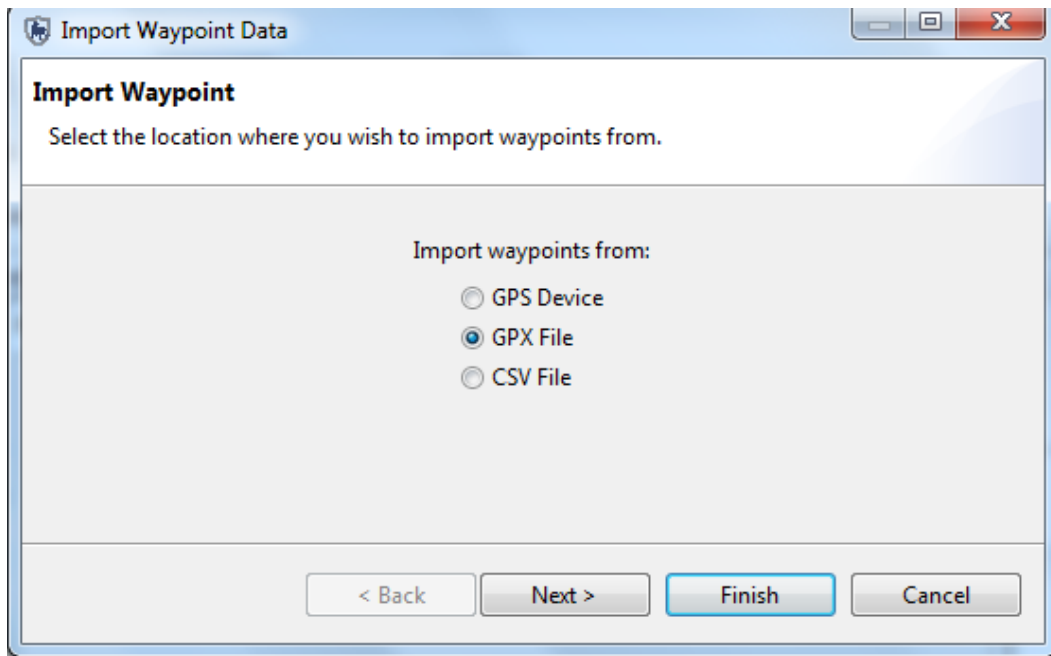 Import Waypoint Data
Import Waypoint
Select the location where you wish to import waypoints from.
Import waypoints from:
GPS Device
GPX File
CSV File
< Back
Next >
Finish
Cancel